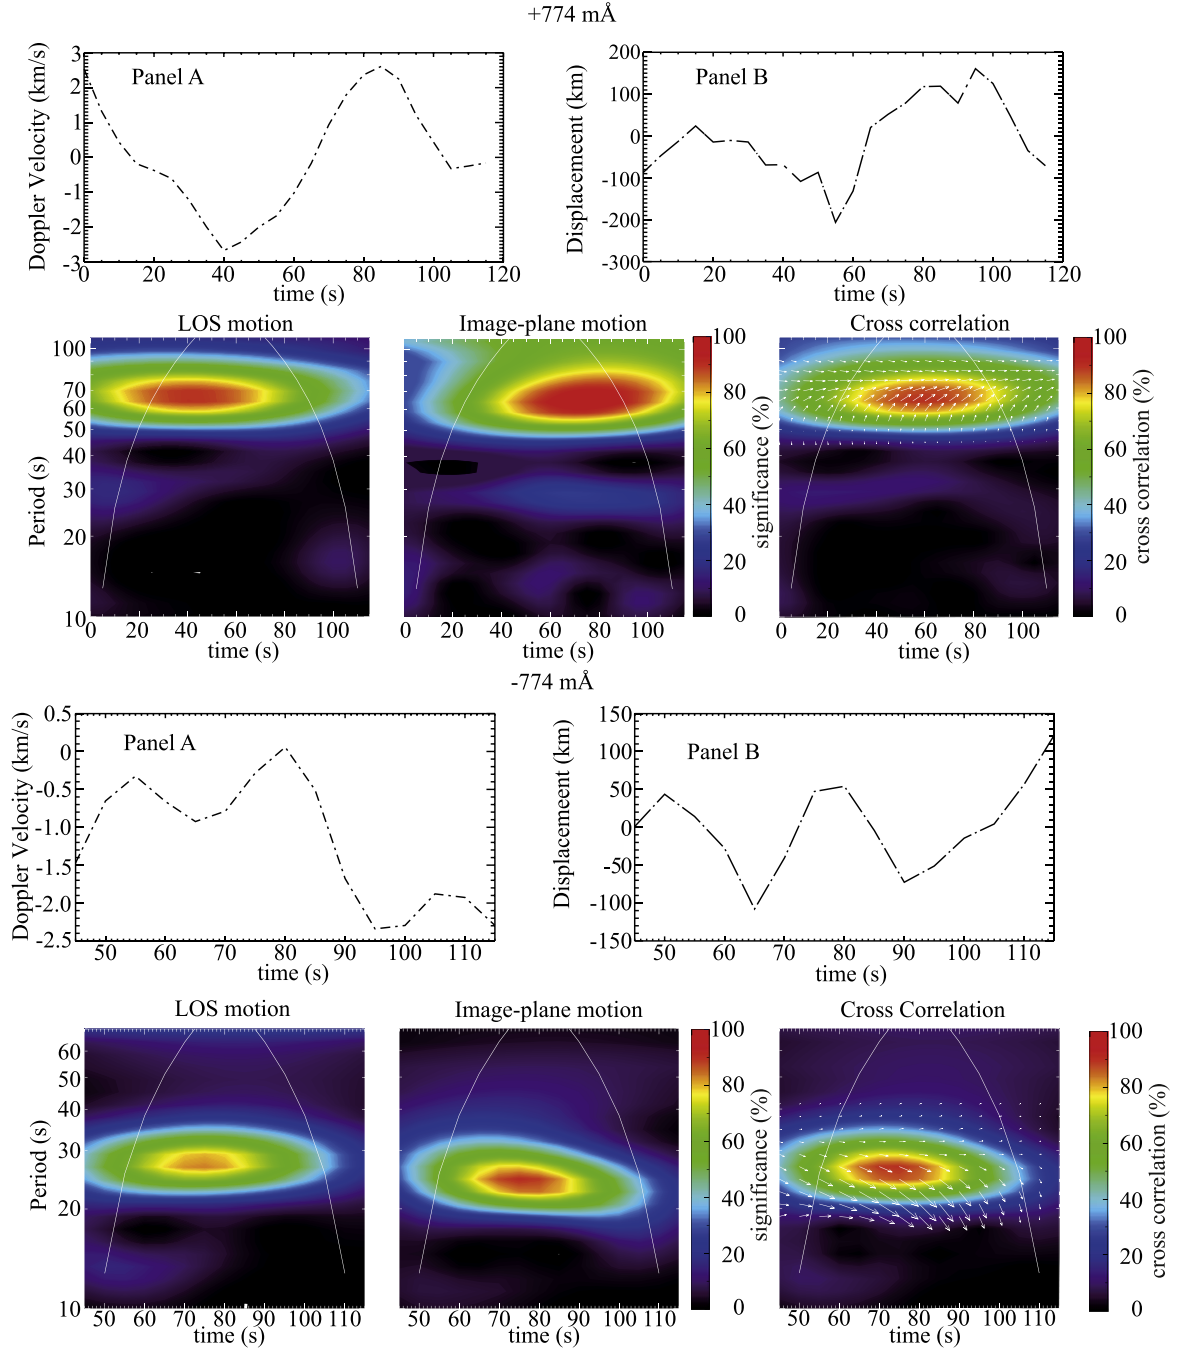 +774 mÅ
Panel A
Doppler Velocity (km/s)
3
2
1
0
-1
-2
-3
0 20 40 60 80 100 120
time (s)
Panel B
Displacemeent (km)
200
100
0
-100
-200
-300
0 20 40 60 80 100 120
time (s)
LOS motion
Period (s)
100
70
60
50
40
30
20
10
0 20 40 60 80 100
time (s)
Image-plane motion
0 20 40 60 80 100
time (s)
significance (%)
100
80
60
40
20
0
Cross correlation
0 20 40 60 80 100
time (s)
cross correlation (%)
100
80
60
40
20
0
-774 mÅ
Panel A
Doppler Velocity (km/s)
0.5
0
-0.5
-1.0
-1.5
-2.0
-2.5
50 60 70 80 90 100 110
time (s)
Panel B
Displacemeent (km)
150
100
50
0
-50
-100
-150
50 60 70 80 90 100 110
time (s)
LOS motion
Period (s)
60
50
40
30
20
10
50 60 70 80 90 100 110
time (s)
Image-plane motion
50 60 70 80 90 100 110
time (s)
significance (%)
100
80
60
40
20
0
Cross Correlation
50 60 70 80 90 100 110
time (s)
cross correlation (%)
100
80
60
40
20
0